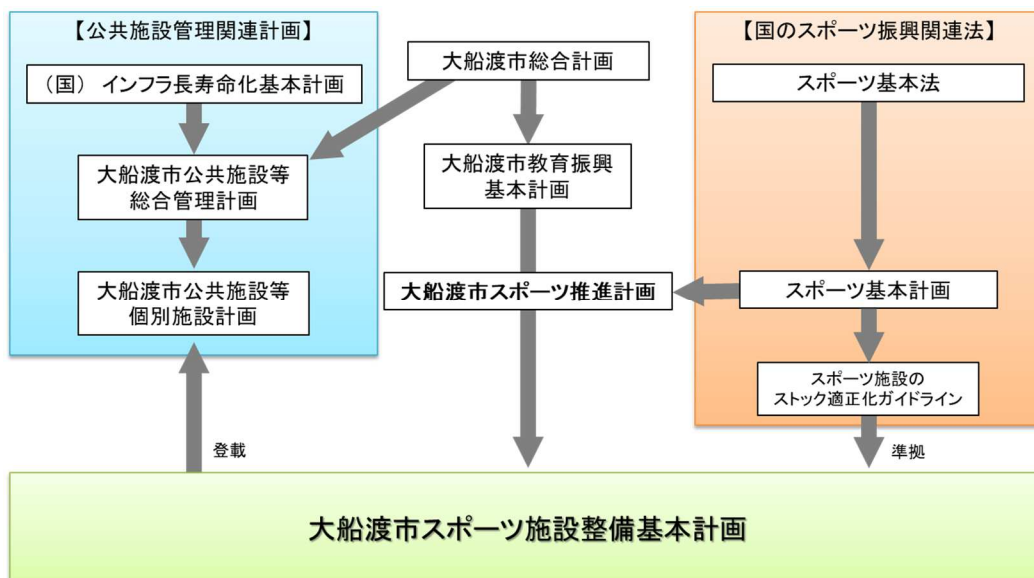 【公共施設管理関連計画】
（国） インフラ長寿命化基本計画
大船渡市公共施設等
総合管理計画
大船渡市公共施設等
個別施設計画
登載
大船渡市総合計画
大船渡市教育振興
基本計画
大船渡市スポーツ推進計画
【国のスポーツ振興関連法】
スポーツ基本法
スポーツ基本計画
スポーツ施設の
ストック適正化ガイドライン
準拠
大船渡市スポーツ施設整備基本計画